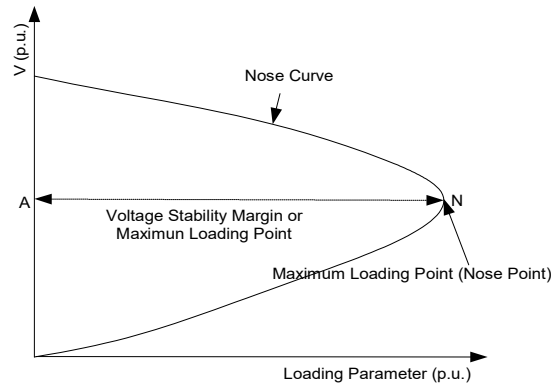 V (p.u.)
Nose Curve
A
N
Voltage Stability Margin or
Maximun Loading Point
Maximum Loading Point (Nose Point)
Loading Parameter (p.u.)